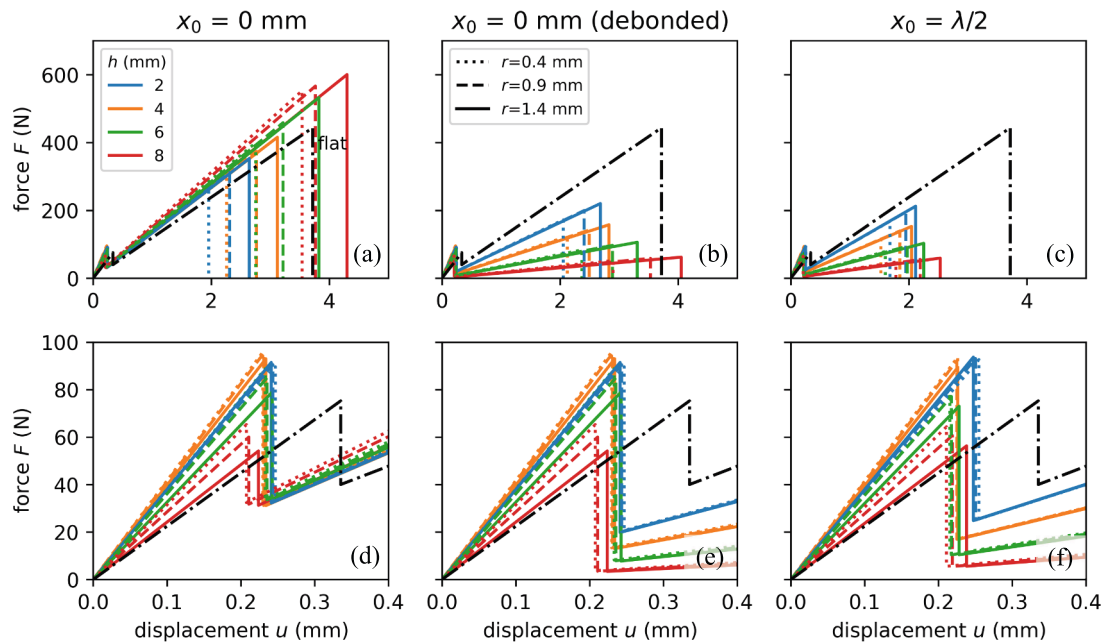 x₀ = 0 mm
x₀ = 0 mm (debonded)
x₀ = λ/2
force F (N)
600
400
200
0
h (mm)
2
4
6
8
flat
(a)
0
2
4
r=0.4 mm
r=0.9 mm
r=1.4 mm
(b)
0
2
4
(c)
0
2
4
force F (N)
100
80
60
40
20
0
(d)
0.0
0.1
0.2
0.3
0.4
displacement u (mm)
(e)
0.0
0.1
0.2
0.3
0.4
displacement u (mm)
(f)
0.0
0.1
0.2
0.3
0.4
displacement u (mm)